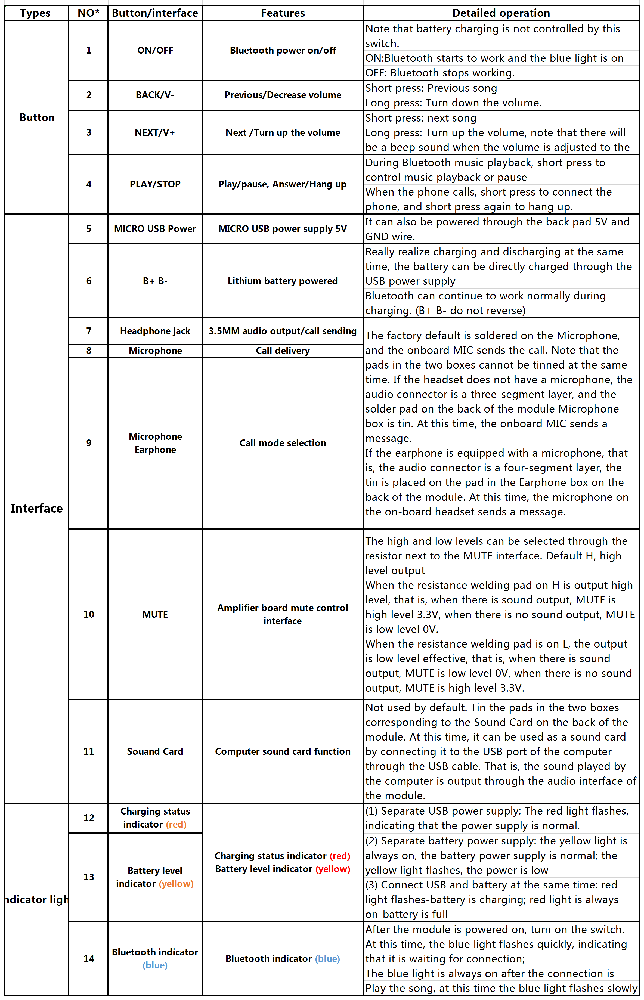 Types NO* Button/interface Features Detailed operation
Button
1 ON/OFF Bluetooth power on/off
Note that battery charging is not controlled by this
switch.
ON:Bluetooth starts to work and the blue light is on
OFF: Bluetooth stops working.
2 BACK/V- Previous/Decrease volume
Short press: Previous song
Long press: Turn down the volume.
3 NEXT/V+ Next /Turn up the volume
Short press: next song
Long press: Turn up the volume, note that there will
be a beep sound when the volume is adjusted to the
4 PLAY/STOP Play/pause, Answer/Hang up
During Bluetooth music playback, short press to
control music playback or pause
When the phone calls, short press to connect the
phone, and short press again to hang up.
Interface
5 MICRO USB Power MICRO USB power supply 5V
It can also be powered through the back pad 5V and
GND wire.
6 B+ B- Lithium battery powered
Really realize charging and discharging at the same
time, the battery can be directly charged through the
USB power supply
Bluetooth can continue to work normally during
charging. (B+ B- do not reverse)
7 Headphone jack 3.5MM audio output/call sending
8 Microphone Call delivery
9 Microphone
Earphone
Call mode selection
The factory default is soldered on the Microphone,
and the onboard MIC sends the call. Note that the
pads in the two boxes cannot be tinned at the same
time. If the headset does not have a microphone, the
audio connector is a three-segment layer, and the
solder pad on the back of the module Microphone
box is tin. At this time, the onboard MIC sends a
message.
If the earphone is equipped with a microphone, that
is, the audio connector is a four-segment layer, the
tin is placed on the pad in the Earphone box on the
back of the module. At this time, the microphone on
the on-board headset sends a message.
10 MUTE
Amplifier board mute control
interface
The high and low levels can be selected through the
resistor next to the MUTE interface. Default H, high
level output
When the resistance welding pad on H is output high
level, that is, when there is sound output, MUTE is
high level 3.3V, when there is no sound output, MUTE
is low level 0V.
When the resistance welding pad is on L, the output
is low level effective, that is, when there is sound
output, MUTE is low level 0V, when there is no sound
output, MUTE is high level 3.3V.
11 Souand Card Computer sound card function
Not used by default. Tin the pads in the two boxes
corresponding to the Sound Card on the back of the
module. At this time, it can be used as a sound card
by connecting it to the USB port of the computer
through the USB cable. That is, the sound played by
the computer is output through the audio interface of
the module.
ndicator ligh
12 Charging status
indicator (red)
13 Battery level
indicator (yellow)
Charging status indicator (red)
Battery level indicator (yellow)
(1) Separate USB power supply: The red light flashes,
indicating that the power supply is normal.
(2) Separate battery power supply: the yellow light is
always on, the battery power supply is normal; the
yellow light flashes, the power is low
(3) Connect USB and battery at the same time: red
light flashes-battery is charging; red light is always
on-battery is full
14 Bluetooth indicator
(blue)
Bluetooth indicator (blue)
After the module is powered on, turn on the switch.
At this time, the blue light flashes quickly, indicating
that it is waiting for connection;
The blue light is always on after the connection is
Play the song, at this time the blue light flashes slowly